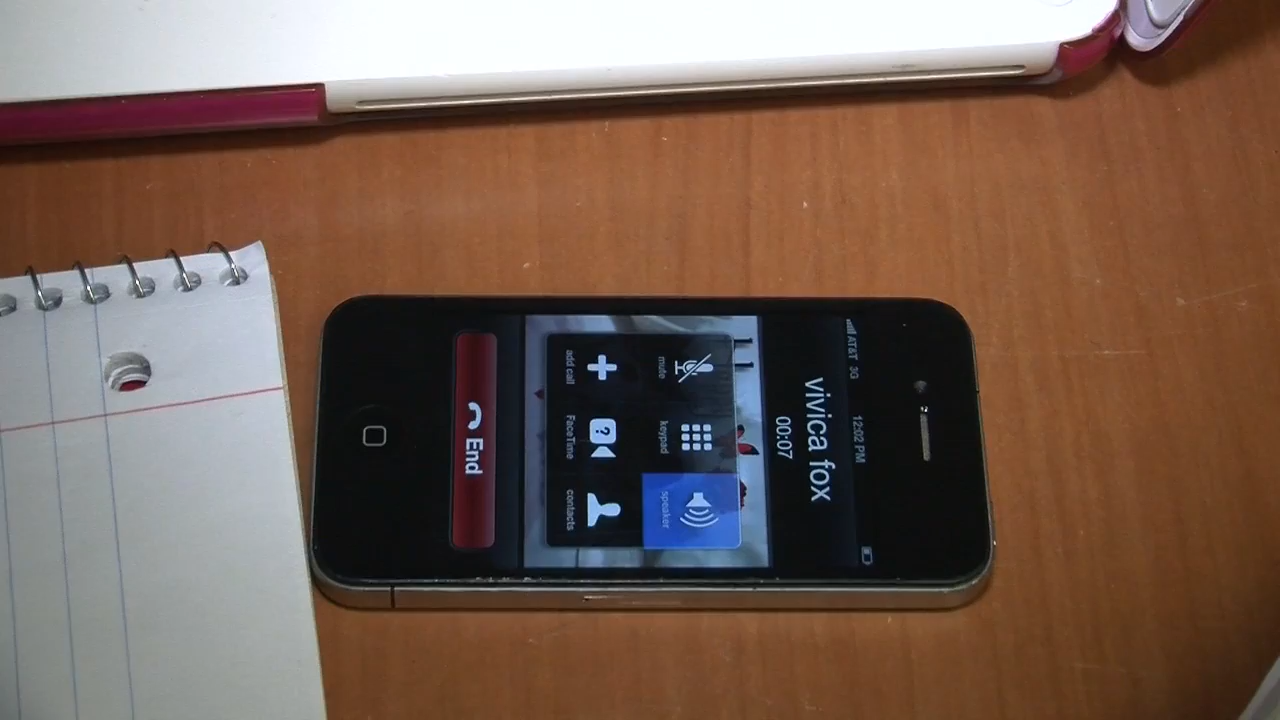 AT&T 3G 12:02 PM
vivica fox
00:07
mute keypad speaker
add call FaceTime contacts
End